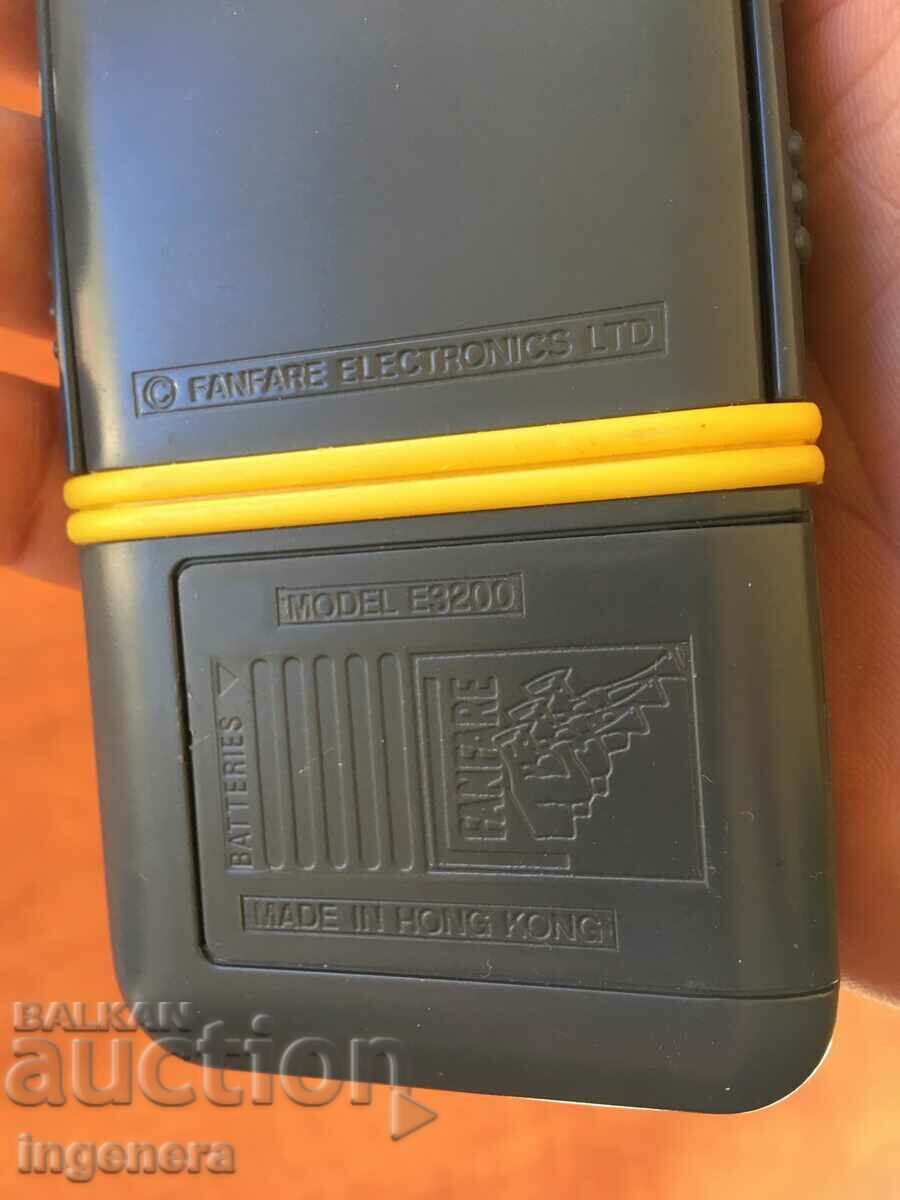 © FANFARE ELECTRONICS LTD
MODEL E3200
BATTERIES
FANFARE
MADE IN HONG KONG
BALKAN
auction
ingenera